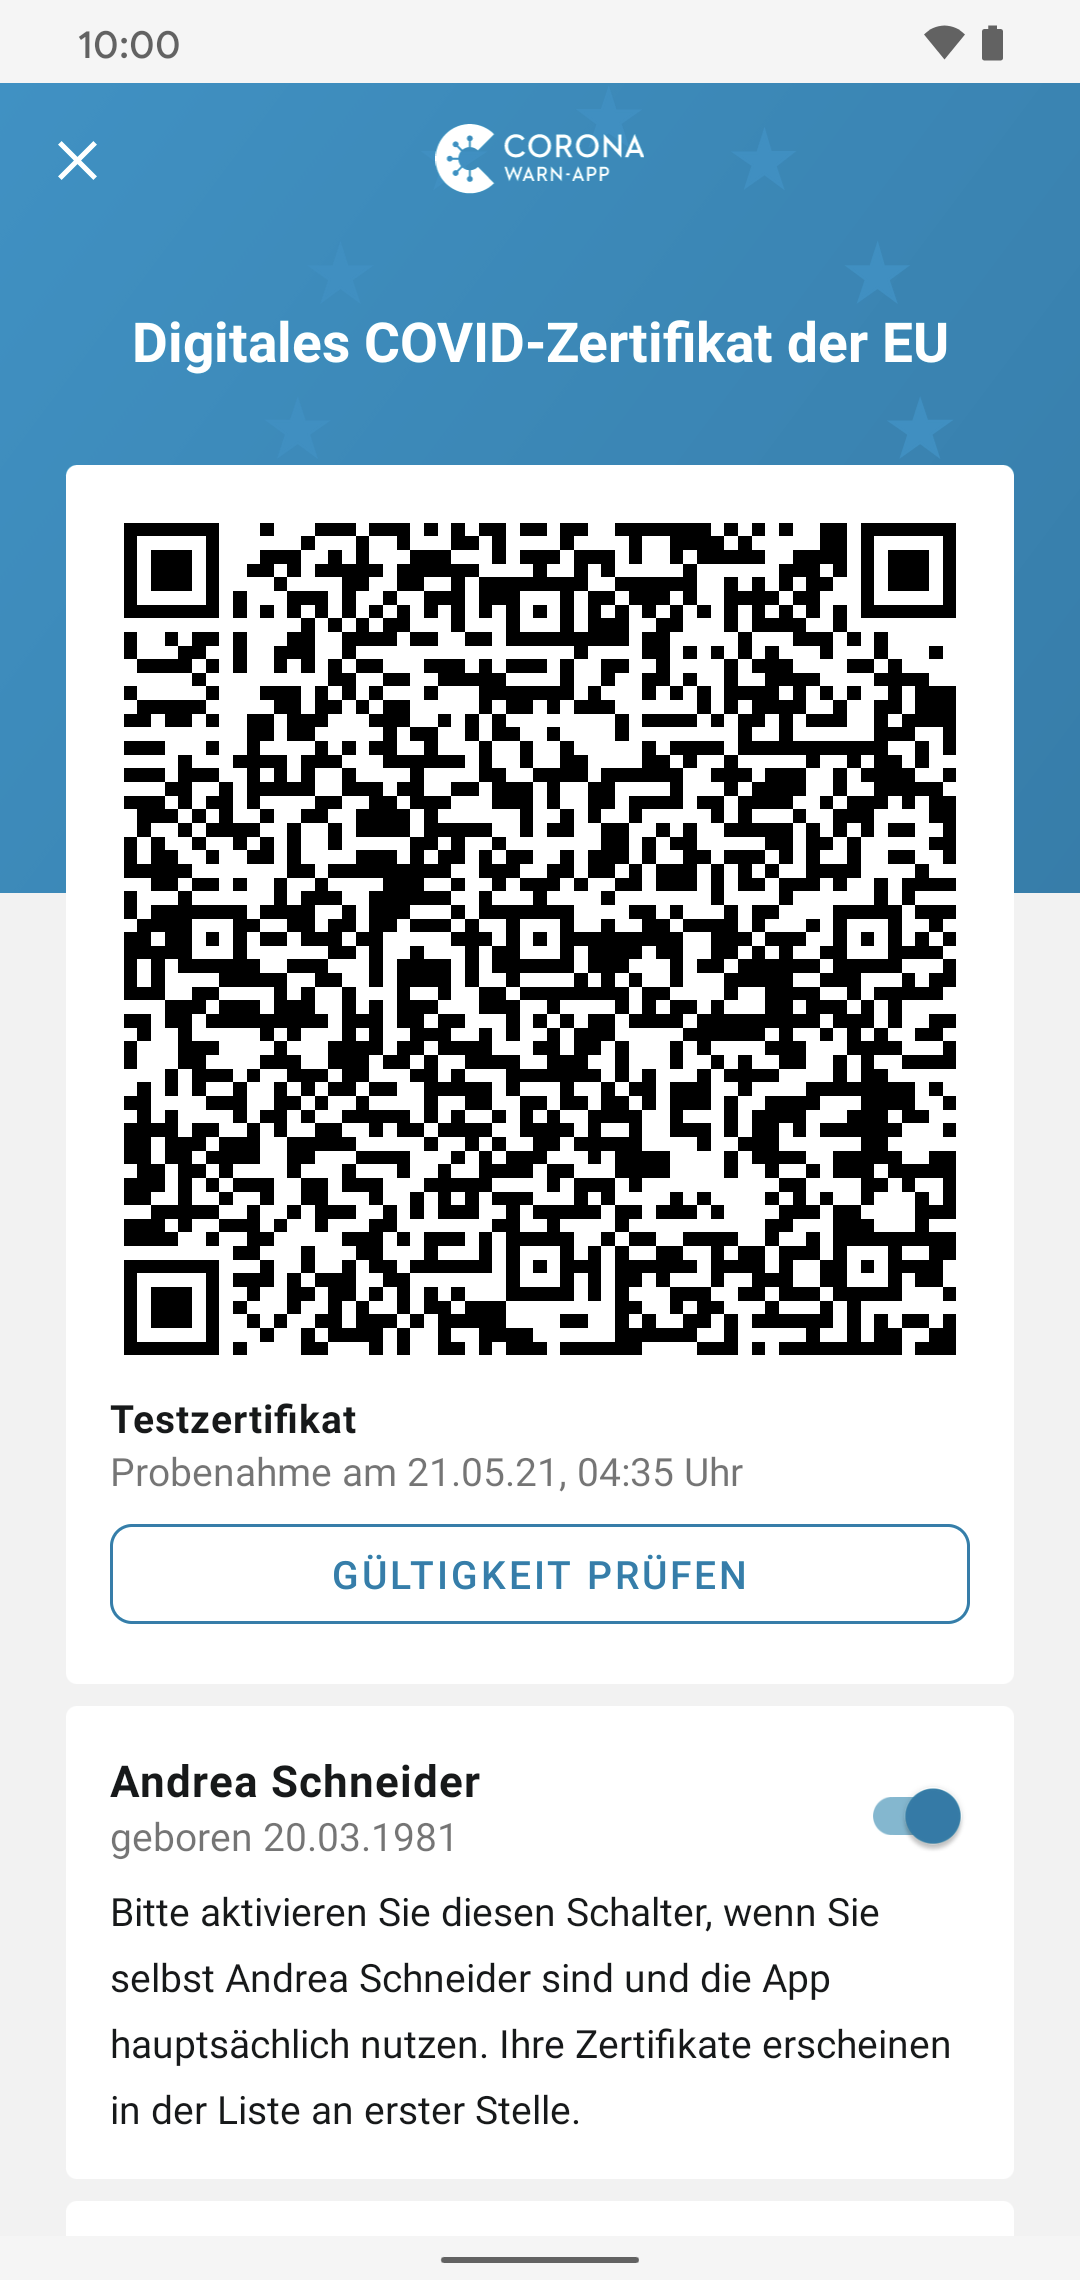 10:00
CORONA
WARN-APP
Digitales COVID-Zertifikat der EU
Testzertifikat
Probenahme am 21.05.21, 04:35 Uhr
GÜLTIGKEIT PRÜFEN
Andrea Schneider
geboren 20.03.1981
Bitte aktivieren Sie diesen Schalter, wenn Sie
selbst Andrea Schneider sind und die App
hauptsächlich nutzen. Ihre Zertifikate erscheinen
in der Liste an erster Stelle.